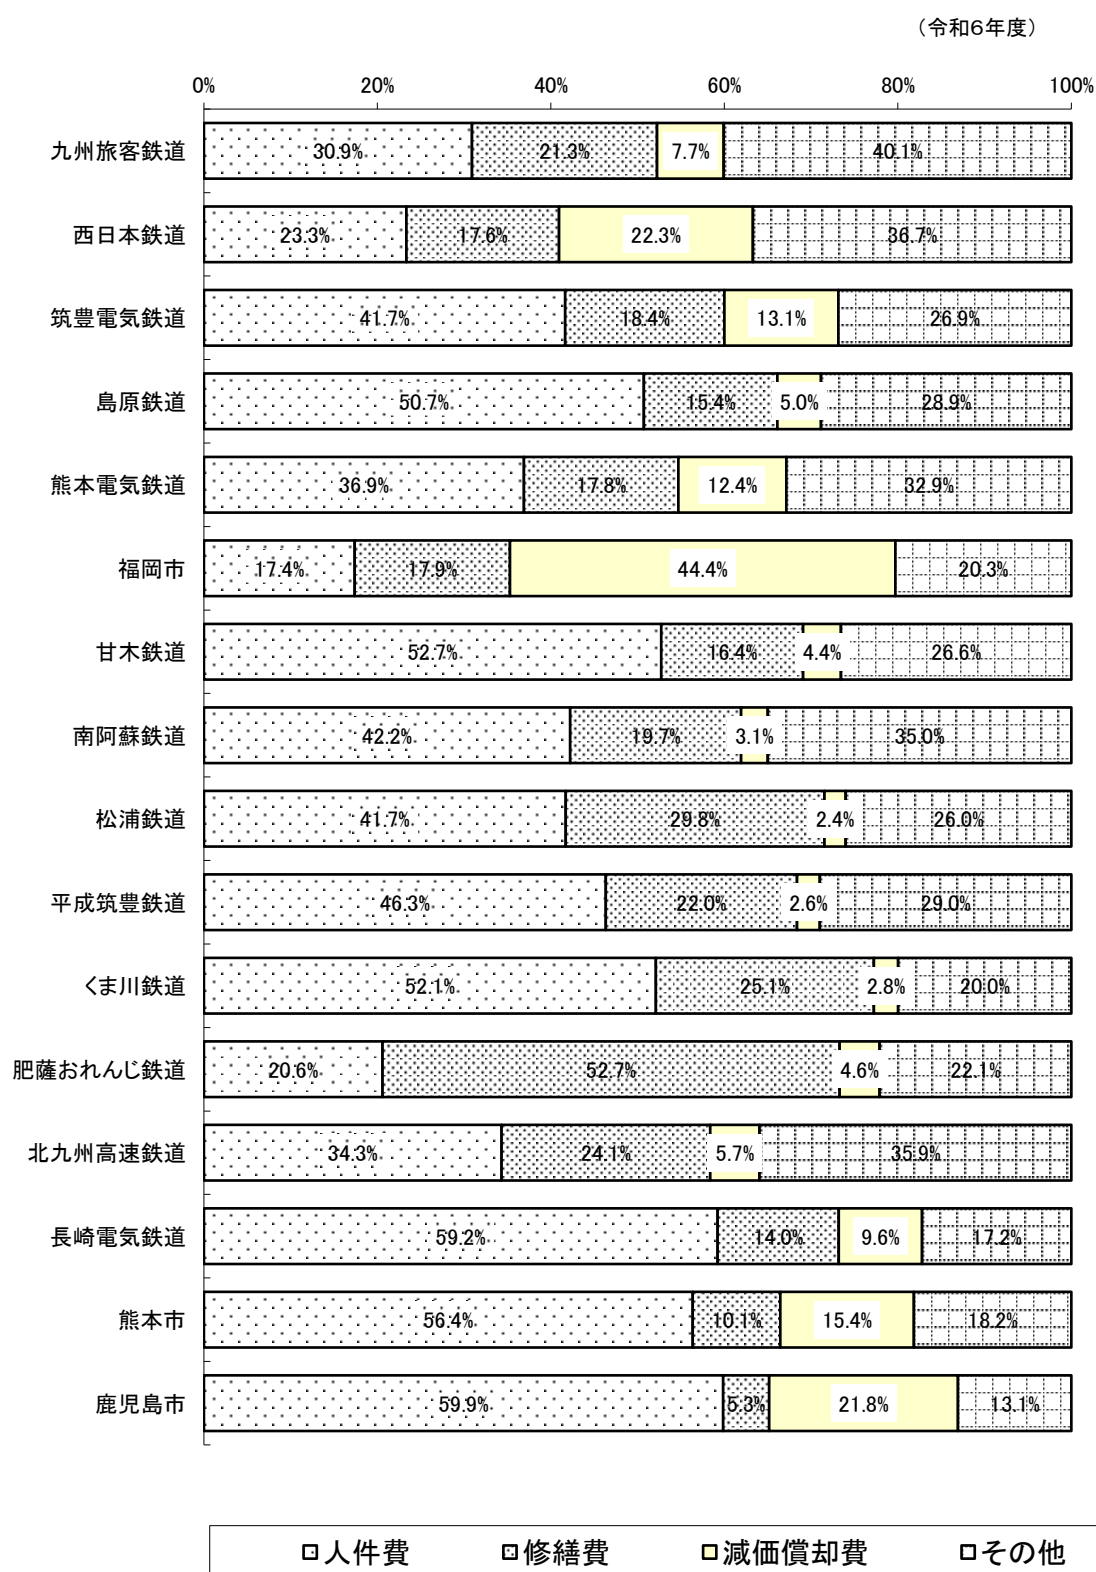 （令和6年度）
0% 20% 40% 60% 80% 100%
九州旅客鉄道 30.9% 21.3% 7.7% 40.1%
西日本鉄道 23.3% 17.6% 22.3% 36.7%
筑豊電気鉄道 41.7% 18.4% 13.1% 26.9%
島原鉄道 50.7% 15.4% 5.0% 28.9%
熊本電気鉄道 36.9% 17.8% 12.4% 32.9%
福岡市 17.4% 17.9% 44.4% 20.3%
甘木鉄道 52.7% 16.4% 4.4% 26.6%
南阿蘇鉄道 42.2% 19.7% 3.1% 35.0%
松浦鉄道 41.7% 29.8% 2.4% 26.0%
平成筑豊鉄道 46.3% 22.0% 2.6% 29.0%
くま川鉄道 52.1% 25.1% 2.8% 20.0%
肥薩おれんじ鉄道 20.6% 52.7% 4.6% 22.1%
北九州高速鉄道 34.3% 24.1% 5.7% 35.9%
長崎電気鉄道 59.2% 14.0% 9.6% 17.2%
熊本市 56.4% 10.1% 15.4% 18.2%
鹿児島市 59.9% 5.3% 21.8% 13.1%
人件費 修繕費 減価償却費 その他